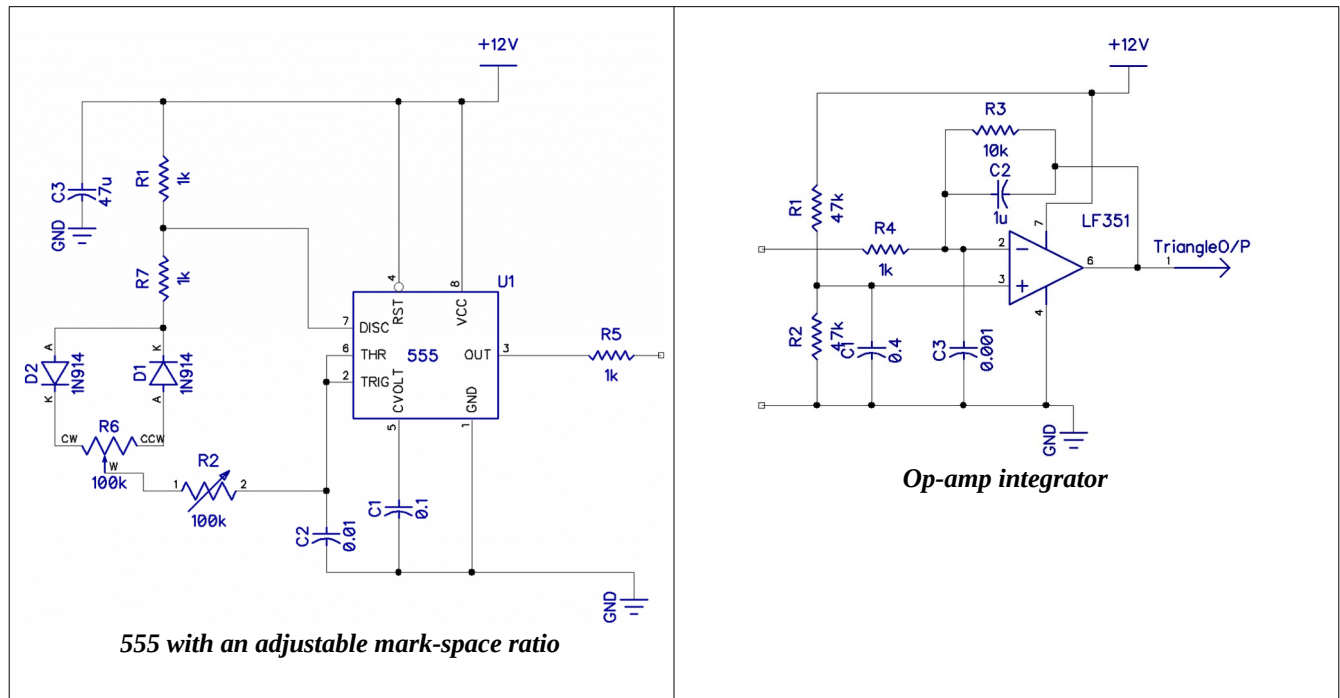 +12V
C3
47u
GND
R1
1k
R7
1k
D2
A
K
1N914
D1
K
A
1N914
R6
CW
CCW
W
100k
R2
1
2
100k
U1
555
4
RST
8
VCC
7
DISC
6
THR
2
TRIG
OUT
3
CVOLT
5
GND
1
R5
1k
C2
0.01
C1
0.1
GND
555 with an adjustable mark-space ratio
+12V
R3
10k
C2
1u
R1
47k
R4
1k
LF351
7
2
3
6
4
TriangleO/P
1
R2
47k
C1
0.4
C3
0.001
GND
Op-amp integrator